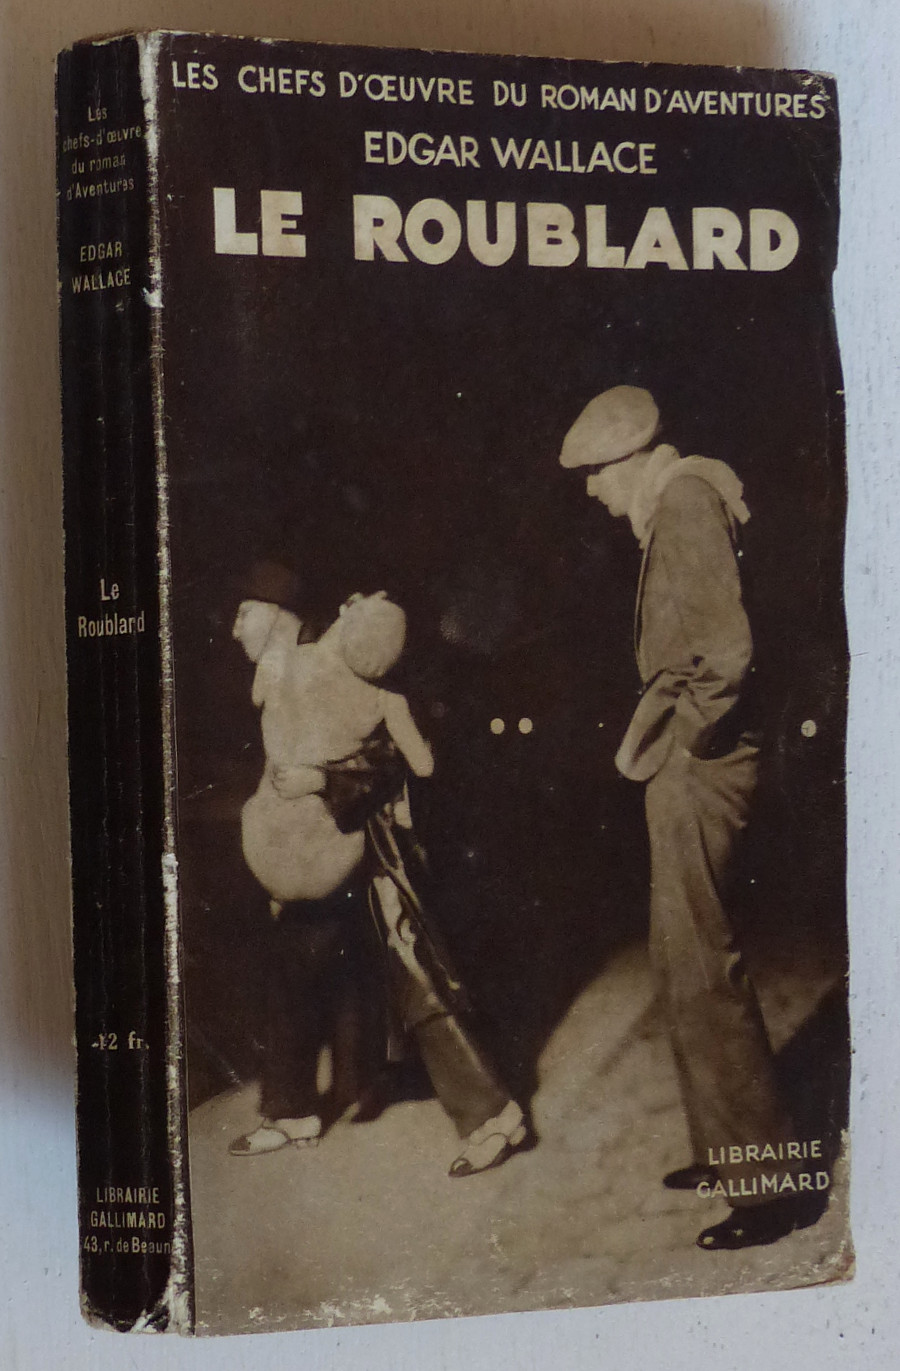 LES CHEFS D'ŒUVRE DU ROMAN D'AVENTURES
EDGAR WALLACE
LE ROUBLARD
LIBRAIRIE
GALLIMARD
Les
chefs-d'œuvre
du roman
d'Aventures
EDGAR
WALLACE
Le
Roublard
12 fr.
LIBRAIRIE
GALLIMARD
43, r. de Beaun